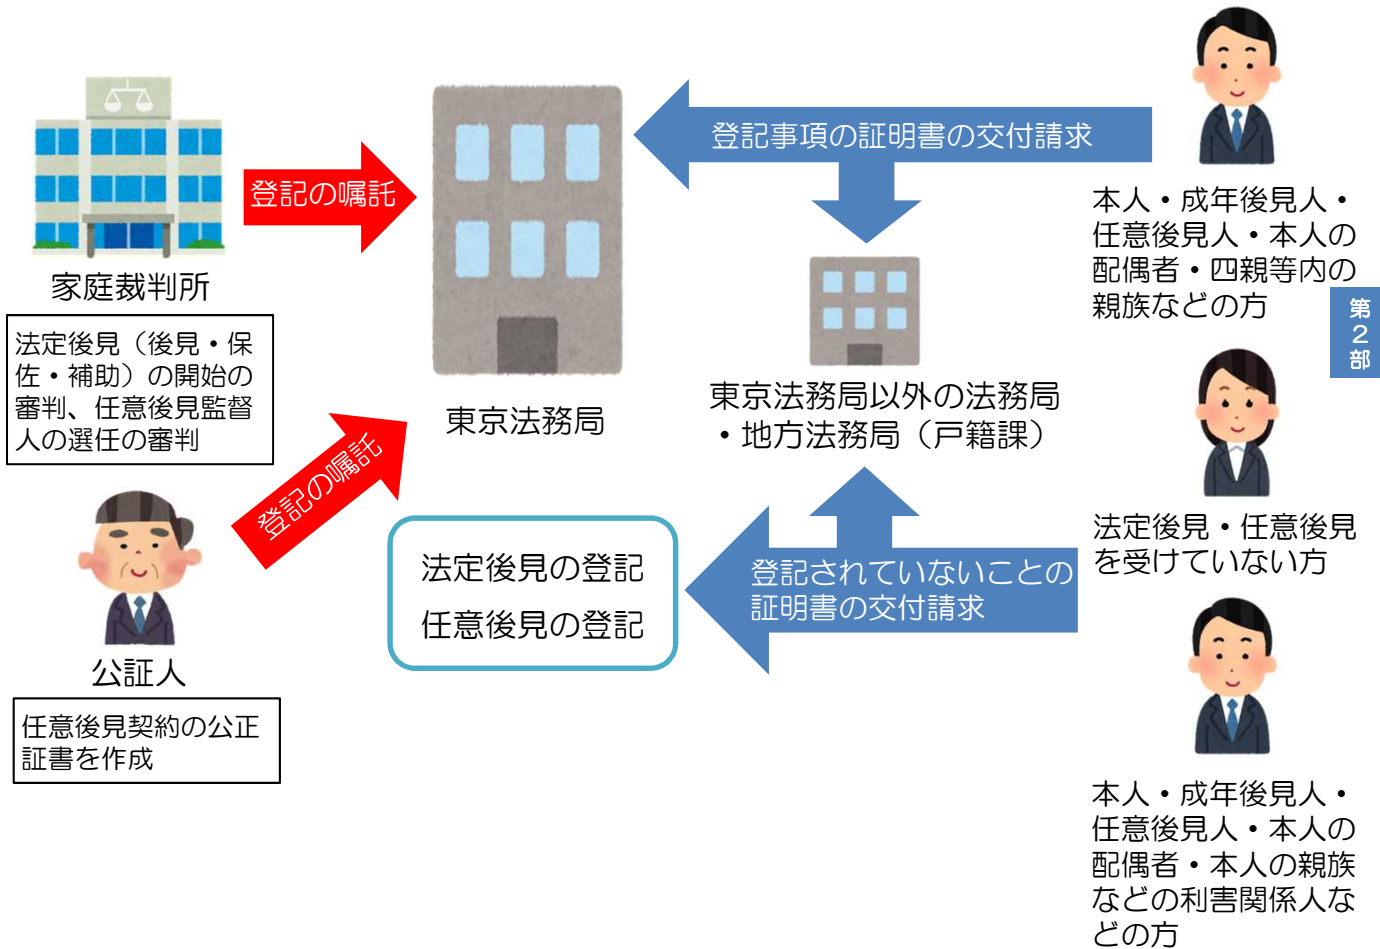 家庭裁判所
法定後見（後見・保
佐・補助）の開始の
審判、任意後見監督
人の選任の審判
登記の嘱託
公証人
任意後見契約の公正
証書を作成
登記の嘱託
東京法務局
法定後見の登記
任意後見の登記
登記事項の証明書の交付請求
東京法務局以外の法務局
・地方法務局（戸籍課）
登記されていないことの
証明書の交付請求
本人・成年後見人・
任意後見人・本人の
配偶者・四親等内の
親族などの方
第2部
法定後見・任意後見
を受けていない方
本人・成年後見人・
任意後見人・本人の
配偶者・本人の親族
などの利害関係人な
どの方